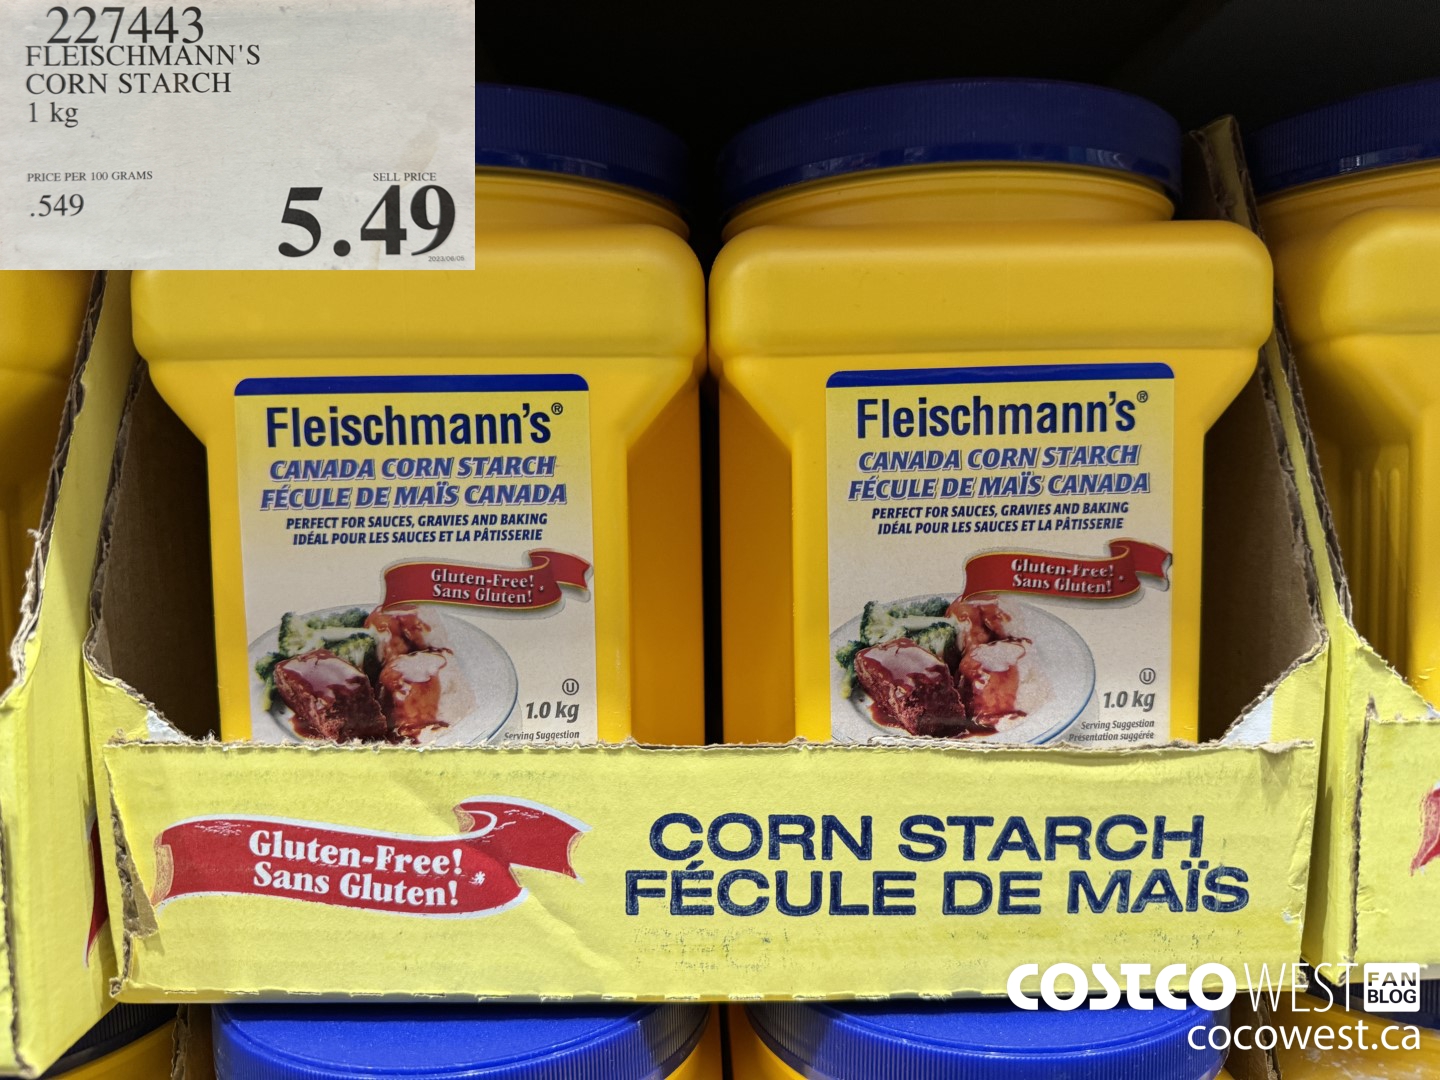 227443
FLEISCHMANN'S
CORN STARCH
1 kg
PRICE PER 100 GRAMS
.549
SELL PRICE
5.49
2023/06/05
Fleischmann's®
CANADA CORN STARCH
FÉCULE DE MAÏS CANADA
PERFECT FOR SAUCES, GRAVIES AND BAKING
IDÉAL POUR LES SAUCES ET LA PÂTISSERIE
Gluten-Free!
Sans Gluten!*
U
1.0 kg
Serving Suggestion
Fleischmann's®
CANADA CORN STARCH
FÉCULE DE MAÏS CANADA
PERFECT FOR SAUCES, GRAVIES AND BAKING
IDÉAL POUR LES SAUCES ET LA PÂTISSERIE
Gluten-Free!
Sans Gluten!*
U
1.0 kg
Serving Suggestion
Présentation suggérée
Gluten-Free!
Sans Gluten!*
CORN STARCH
FÉCULE DE MAÏS
COSTCO WEST FAN BLOG
cocowest.ca